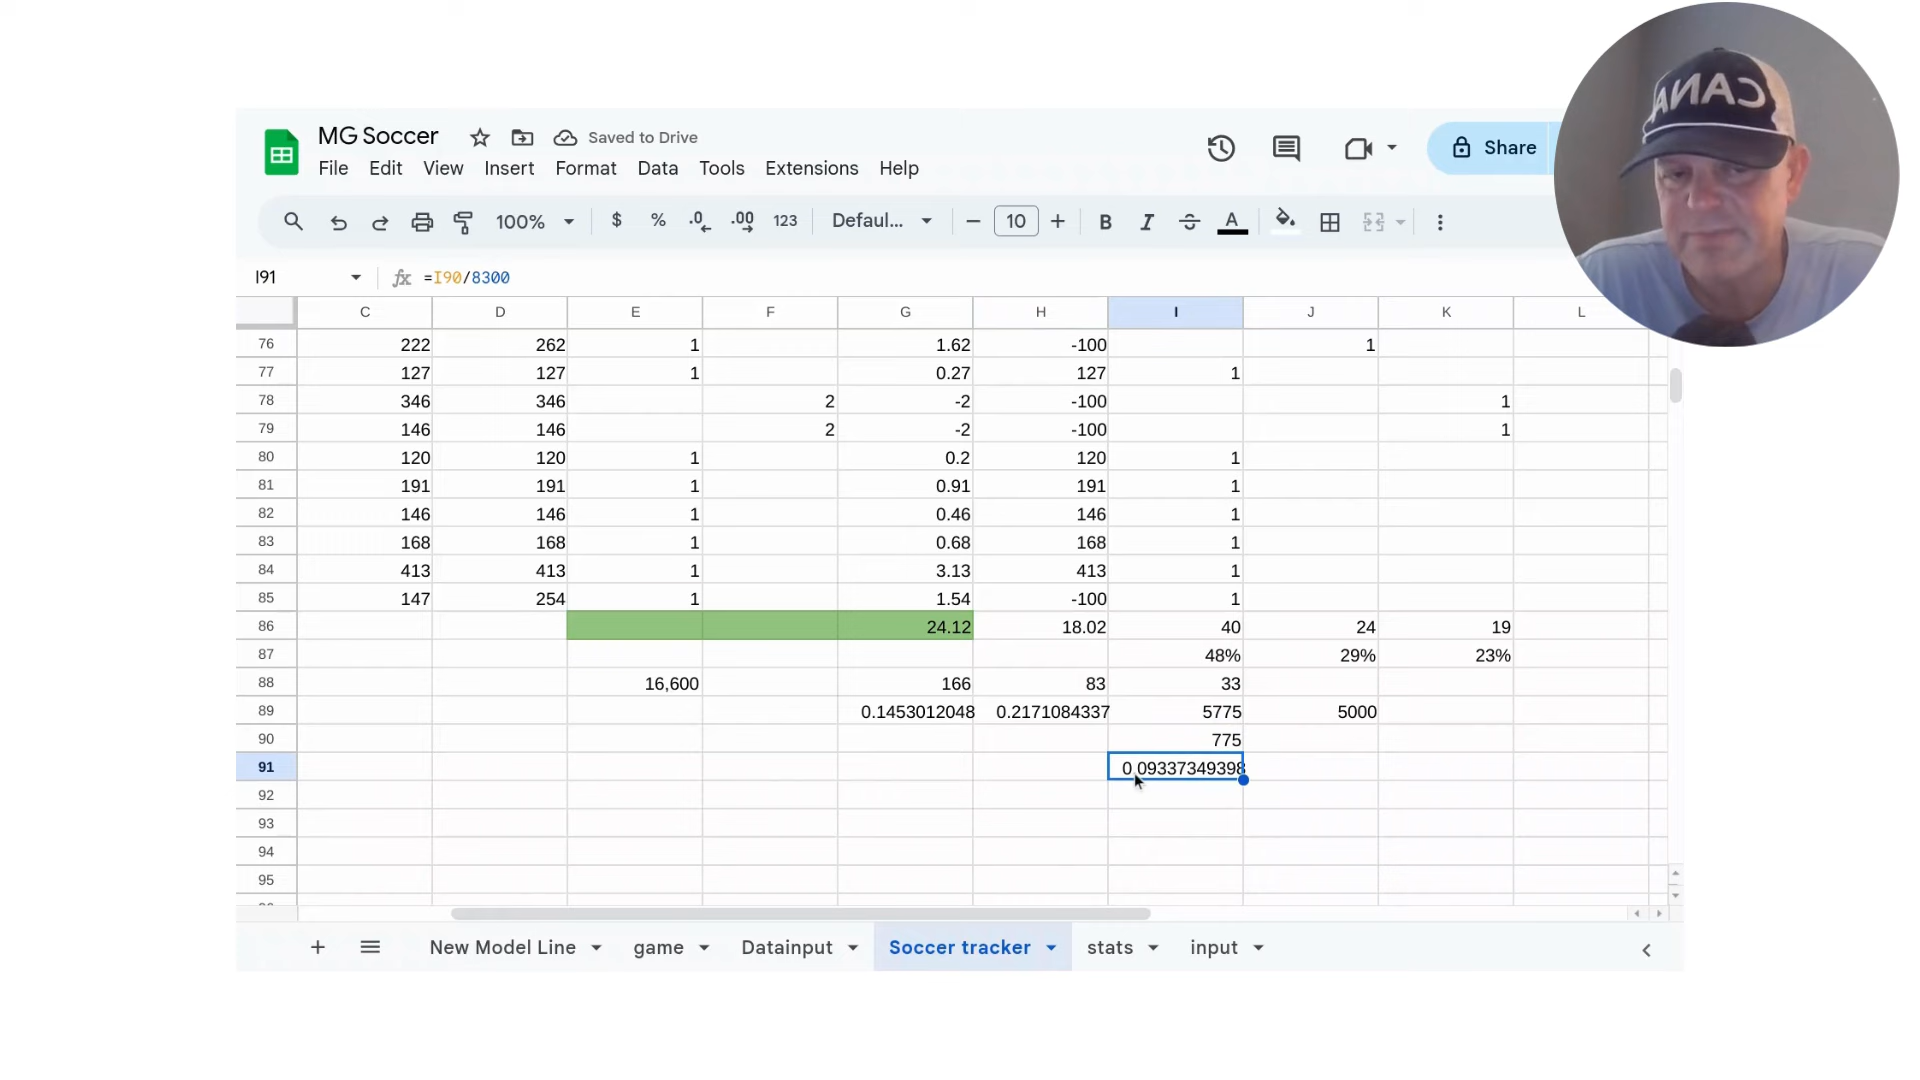 MG Soccer Saved to Drive
File Edit View Insert Format Data Tools Extensions Help
Share
CANA
100% $ % .0 .00 123 Defaul... 10 B I A
I91 fx =I90/8300
C D E F G H I J K L
76 222 262 1 1.62 -100 1
77 127 127 1 0.27 127 1
78 346 346 2 -2 -100 1
79 146 146 2 -2 -100 1
80 120 120 1 0.2 120 1
81 191 191 1 0.91 191 1
82 146 146 1 0.46 146 1
83 168 168 1 0.68 168 1
84 413 413 1 3.13 413 1
85 147 254 1 1.54 -100 1
86 24.12 18.02 40 24 19
87 48% 29% 23%
88 16,600 166 83 33
89 0.1453012048 0.2171084337 5775 5000
90 775
91 0.09337349398
92
93
94
95
New Model Line game Datainput Soccer tracker stats input